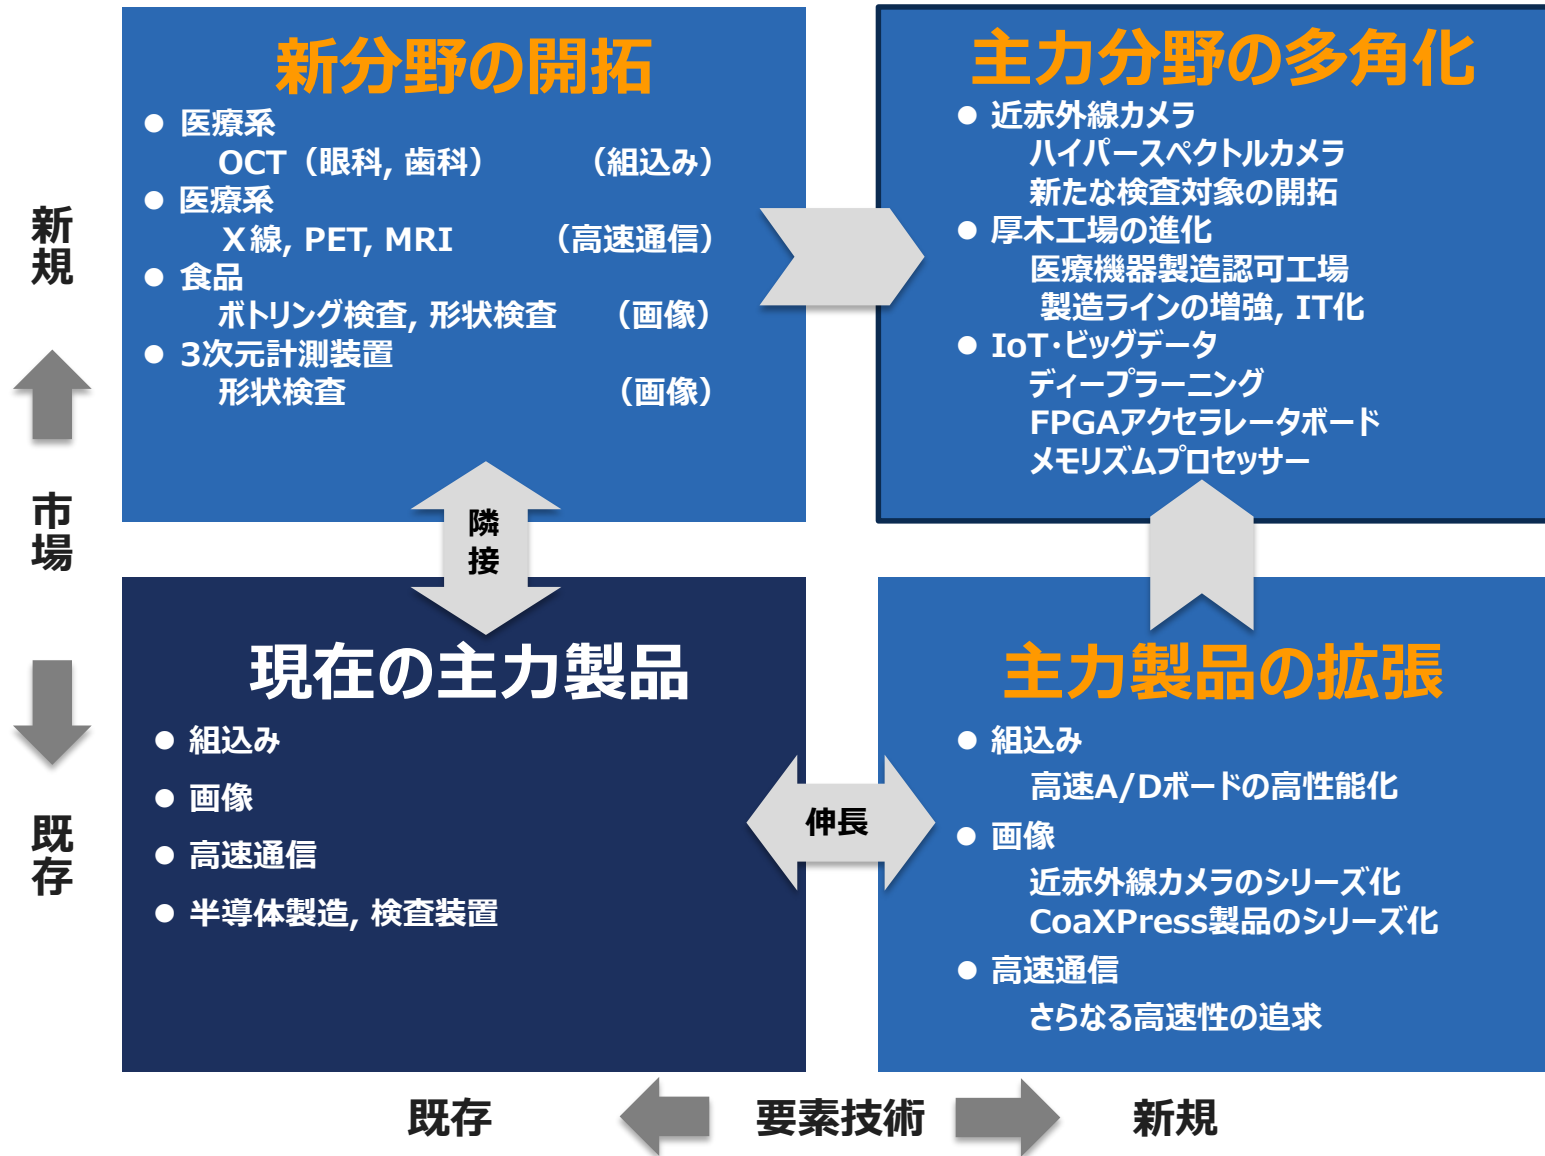 新分野の開拓
● 医療系
OCT（眼科, 歯科） （組込み）
● 医療系
X線, PET, MRI （高速通信）
● 食品
ボトリング検査, 形状検査 （画像）
● 3次元計測装置
形状検査 （画像）
主力分野の多角化
● 近赤外線カメラ
ハイパースペクトルカメラ
新たな検査対象の開拓
● 厚木工場の進化
医療機器製造認可工場
製造ラインの増強, IT化
● IoT・ビッグデータ
ディープラーニング
FPGAアクセラレータボード
メモリズムプロセッサー
新規
市場
既存
隣接
現在の主力製品
● 組込み
● 画像
● 高速通信
● 半導体製造, 検査装置
伸長
主力製品の拡張
● 組込み
高速A/Dボードの高性能化
● 画像
近赤外線カメラのシリーズ化
CoaXPress製品のシリーズ化
● 高速通信
さらなる高速性の追求
既存
要素技術
新規